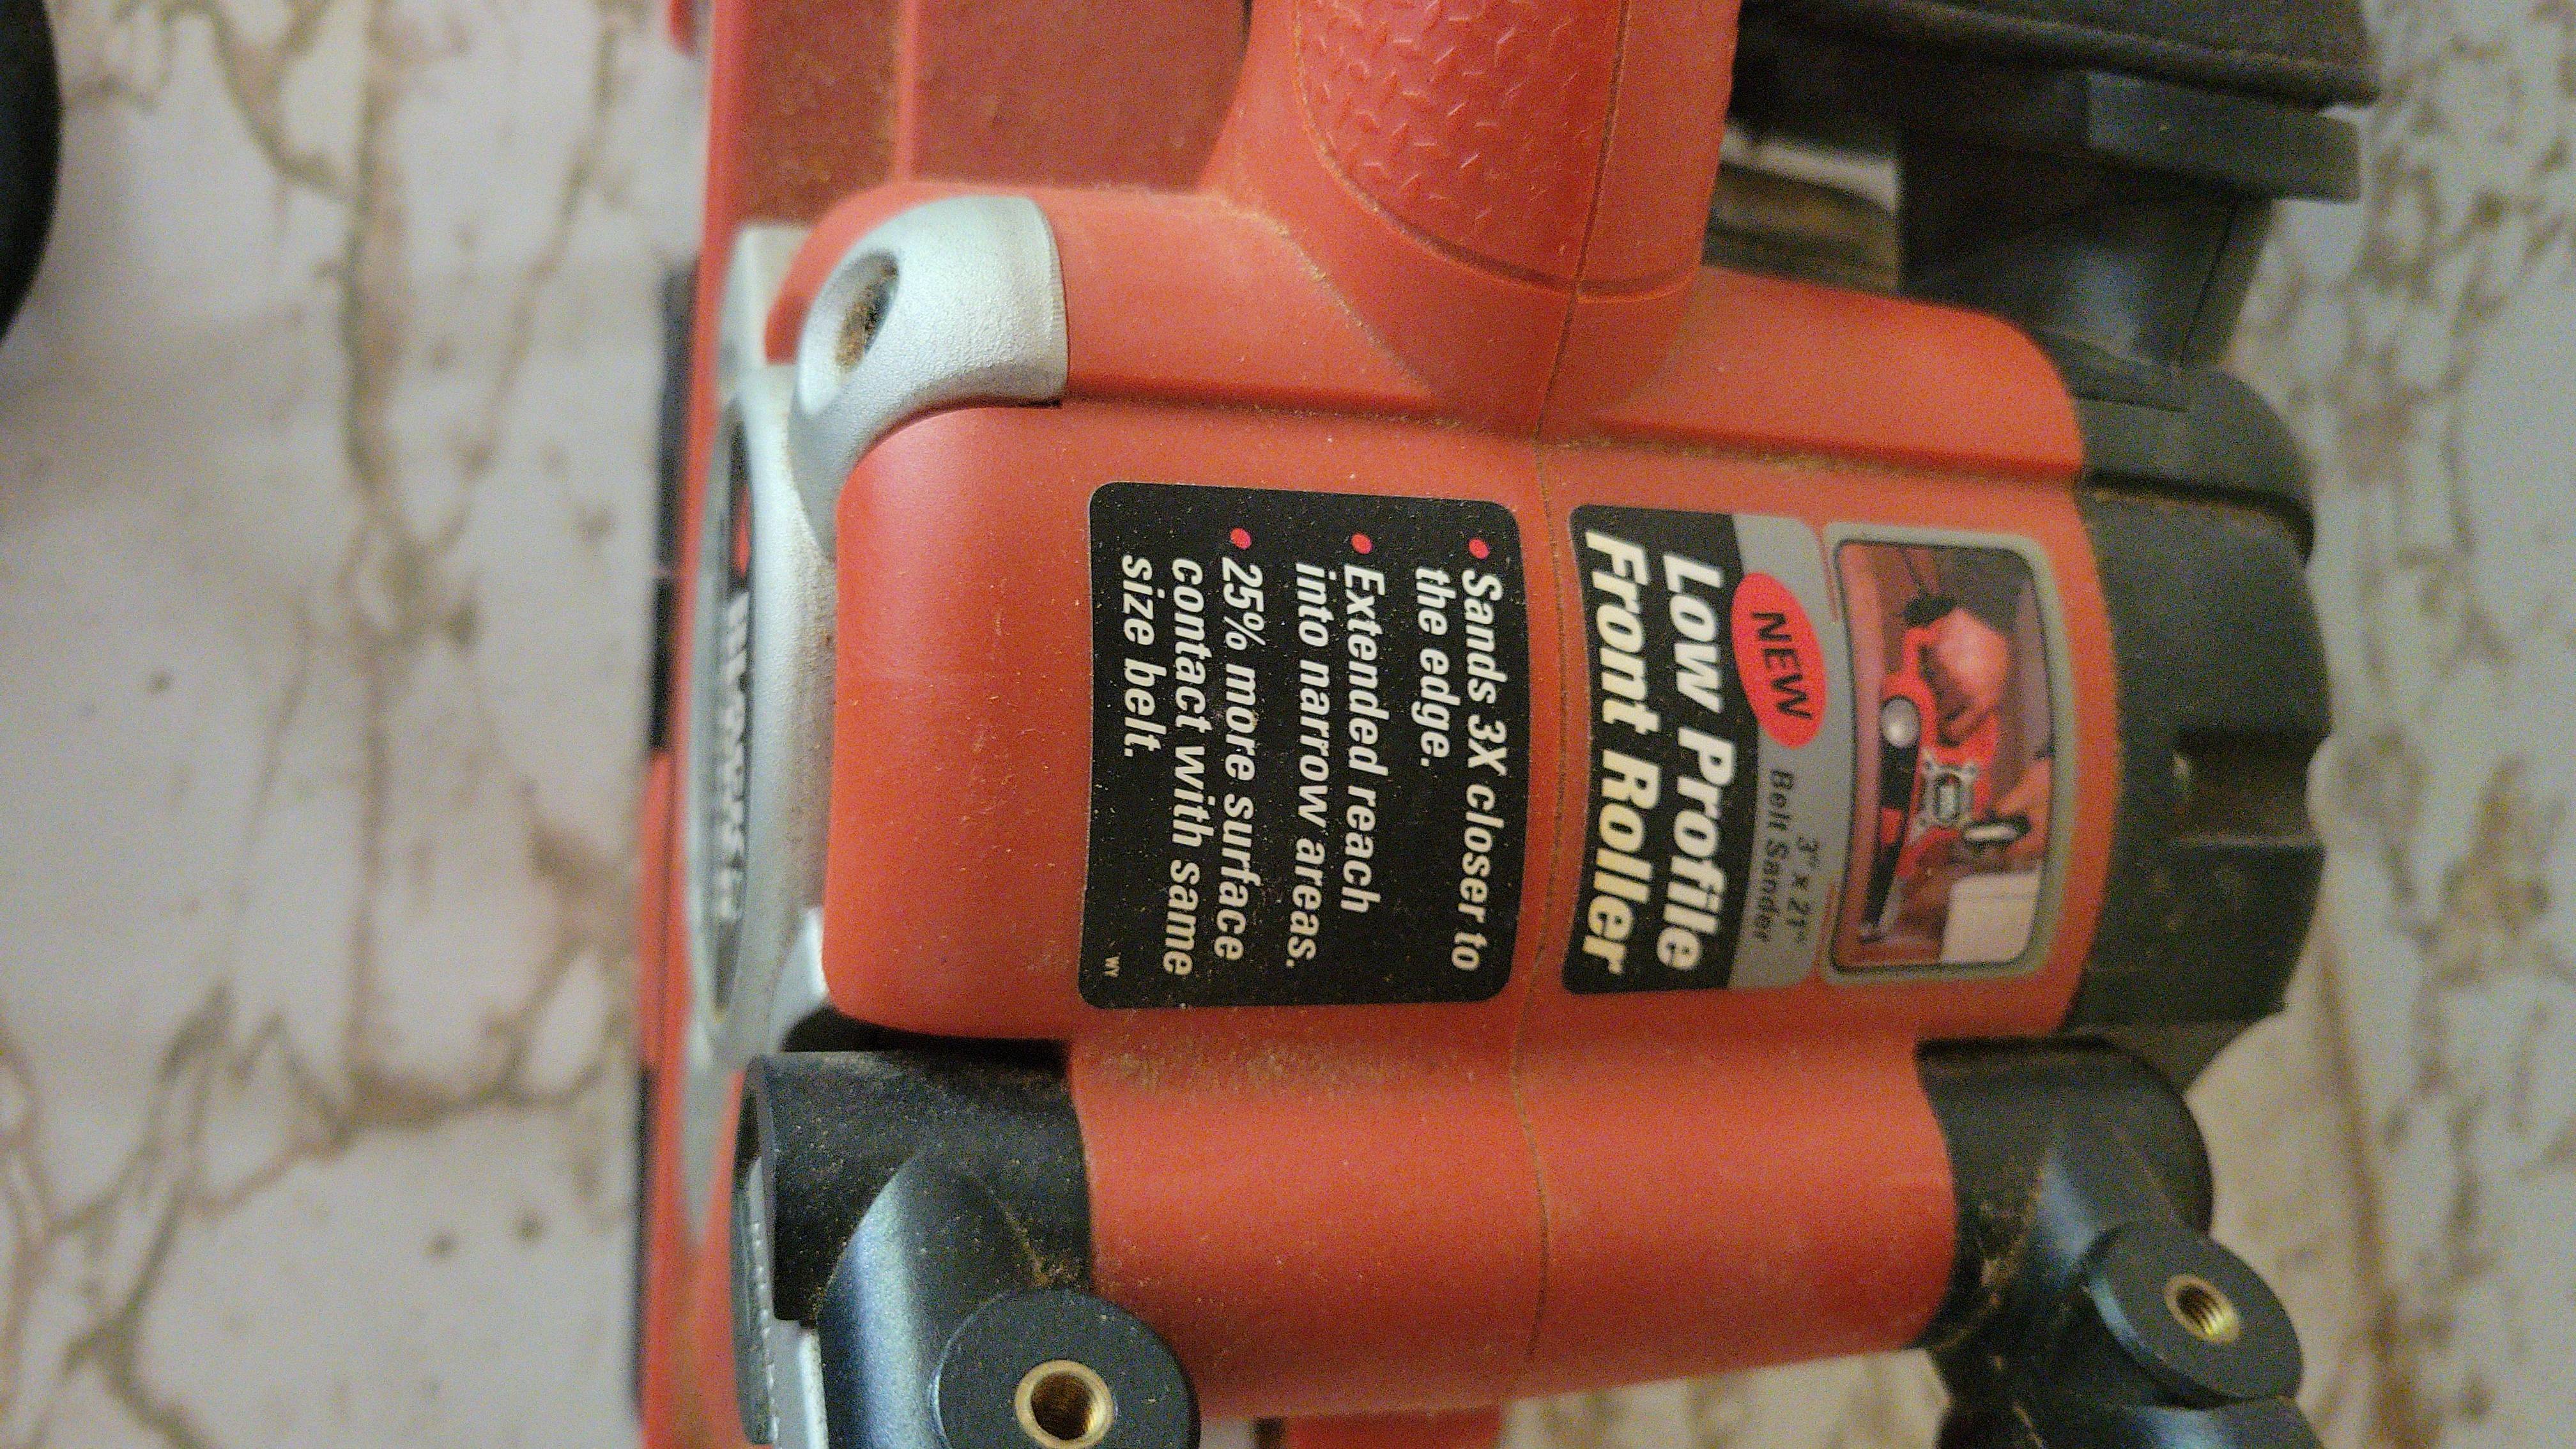 NEW
3" x 21"
Belt Sander
Low Profile
Front Roller
• Sands 3X closer to
the edge.
• Extended reach
into narrow areas.
• 25% more surface
contact with same
size belt.
WY